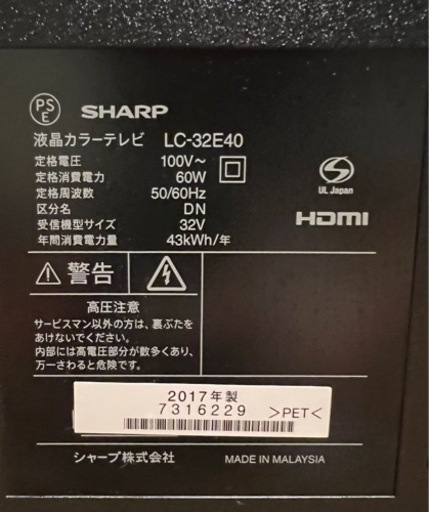 PS
E
SHARP
液晶カラーテレビ LC-32E40
定格電圧 100V～
定格消費電力 60W
定格周波数 50/60Hz
区分名 DN
受信機型サイズ 32V
年間消費電力量 43kWh/年
UL Japan
HDMI
警告
高圧注意
サービスマン以外の方は、裏ぶたを
あけないでください。
内部には高電圧部分が数多くあり、
万一さわると危険です。
2017年製
7316229 >PET<
シャープ株式会社 MADE IN MALAYSIA